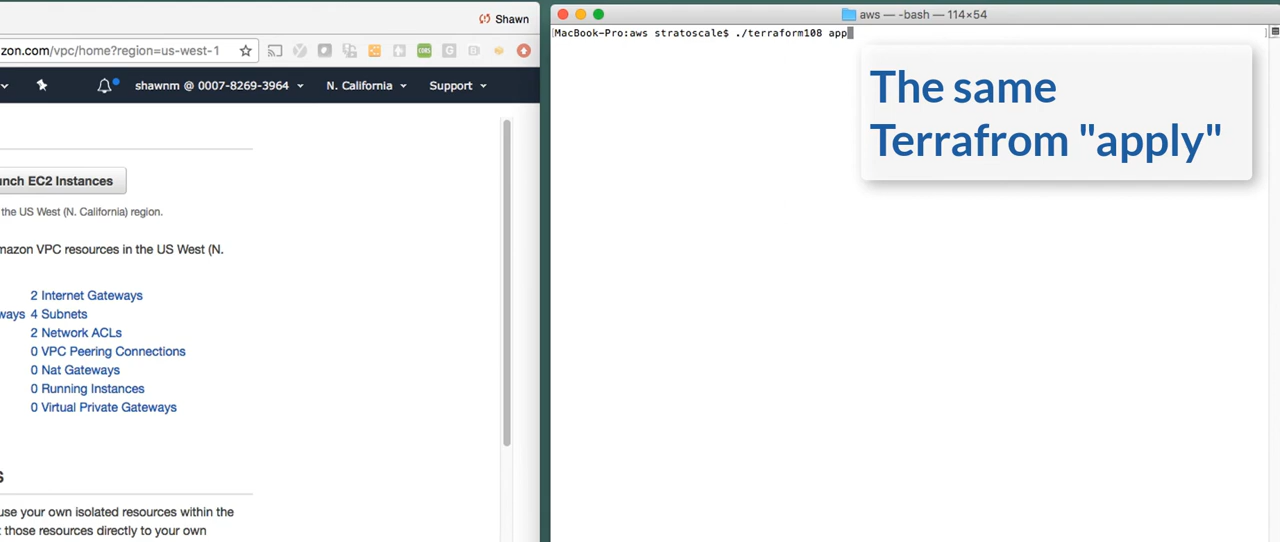 Shawn
zon.com/vpc/home?region=us-west-1
shawnm @ 0007-8269-3964
N. California
Support
unch EC2 Instances
the US West (N. California) region.
mazon VPC resources in the US West (N.
2 Internet Gateways
ways 4 Subnets
2 Network ACLs
0 VPC Peering Connections
0 Nat Gateways
0 Running Instances
0 Virtual Private Gateways
s
use your own isolated resources within the
t those resources directly to your own
aws — -bash — 114×54
[MacBook-Pro:aws stratoscale$ ./terraform108 app ]
The same
Terrafrom "apply"